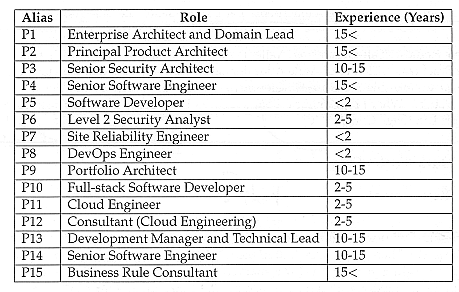 Alias Role Experience (Years)
P1 Enterprise Architect and Domain Lead 15<
P2 Principal Product Architect 15<
P3 Senior Security Architect 10-15
P4 Senior Software Engineer 15<
P5 Software Developer <2
P6 Level 2 Security Analyst 2-5
P7 Site Reliability Engineer <2
P8 DevOps Engineer <2
P9 Portfolio Architect 10-15
P10 Full-stack Software Developer 2-5
P11 Cloud Engineer 2-5
P12 Consultant (Cloud Engineering) 2-5
P13 Development Manager and Technical Lead 10-15
P14 Senior Software Engineer 10-15
P15 Business Rule Consultant 15<